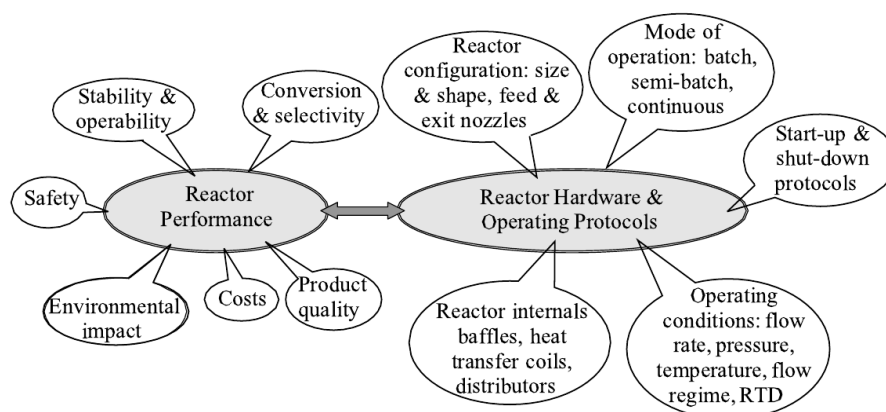 Stability &
operability
Conversion
& selectivity
Safety
Reactor
Performance
Environmental
impact
Costs
Product
quality
Reactor
configuration: size
& shape, feed &
exit nozzles
Mode of
operation: batch,
semi-batch,
continuous
Start-up &
shut-down
protocols
Reactor Hardware &
Operating Protocols
Reactor internals
baffles, heat
transfer coils,
distributors
Operating
conditions: flow
rate, pressure,
temperature, flow
regime, RTD